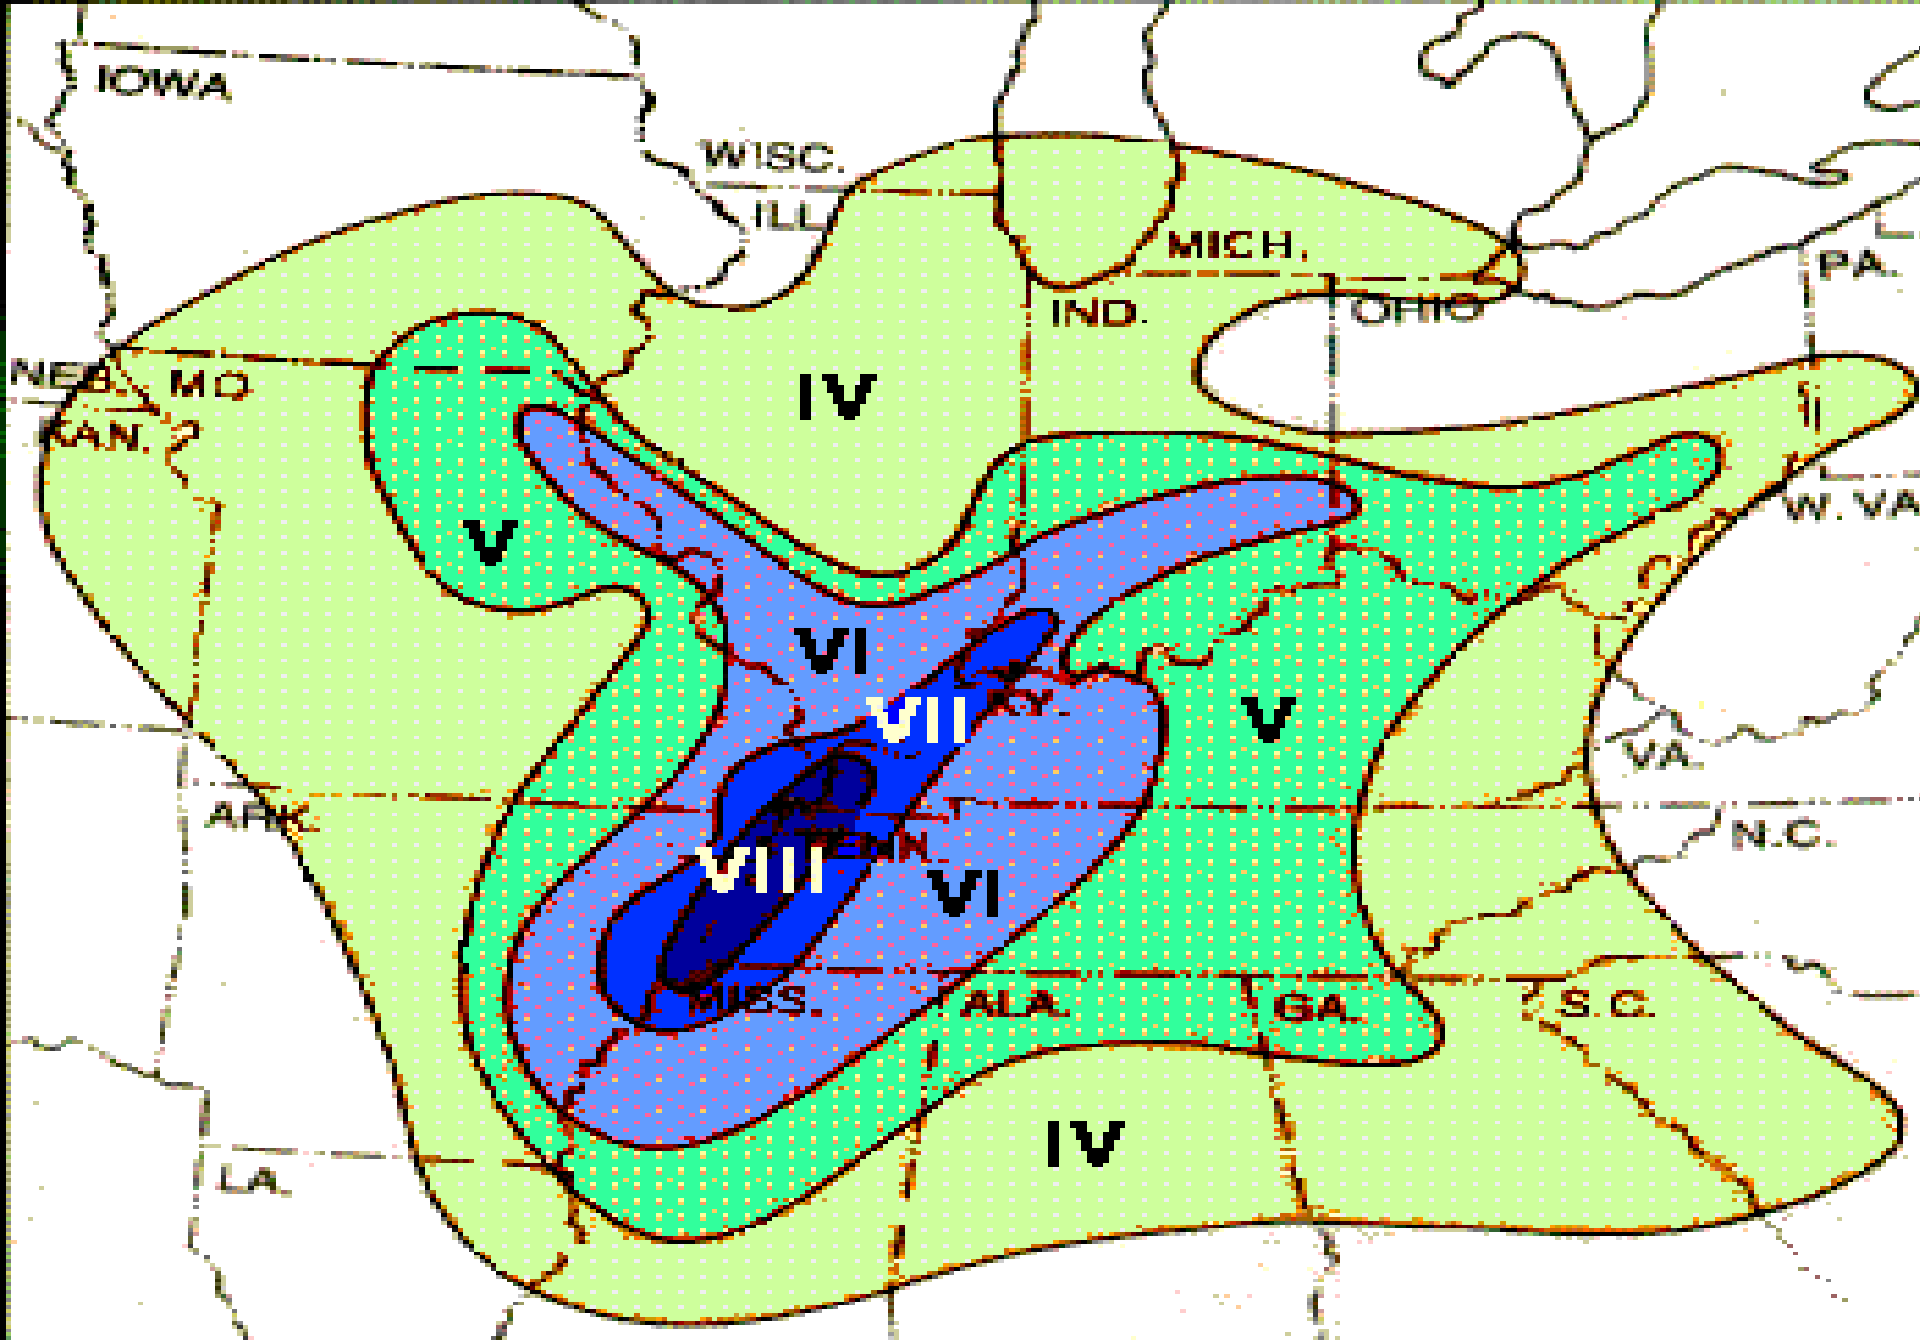 IOWA
WISC.
ILL.
MICH.
PA.
IND.
OHIO
NEB.
MO
IV
KAN.
V
W. VA
VI
KY.
VII
V
VA.
ARK.
N.C.
TENN.
VIII
VI
MISS.
ALA.
GA.
S.C.
IV
LA.